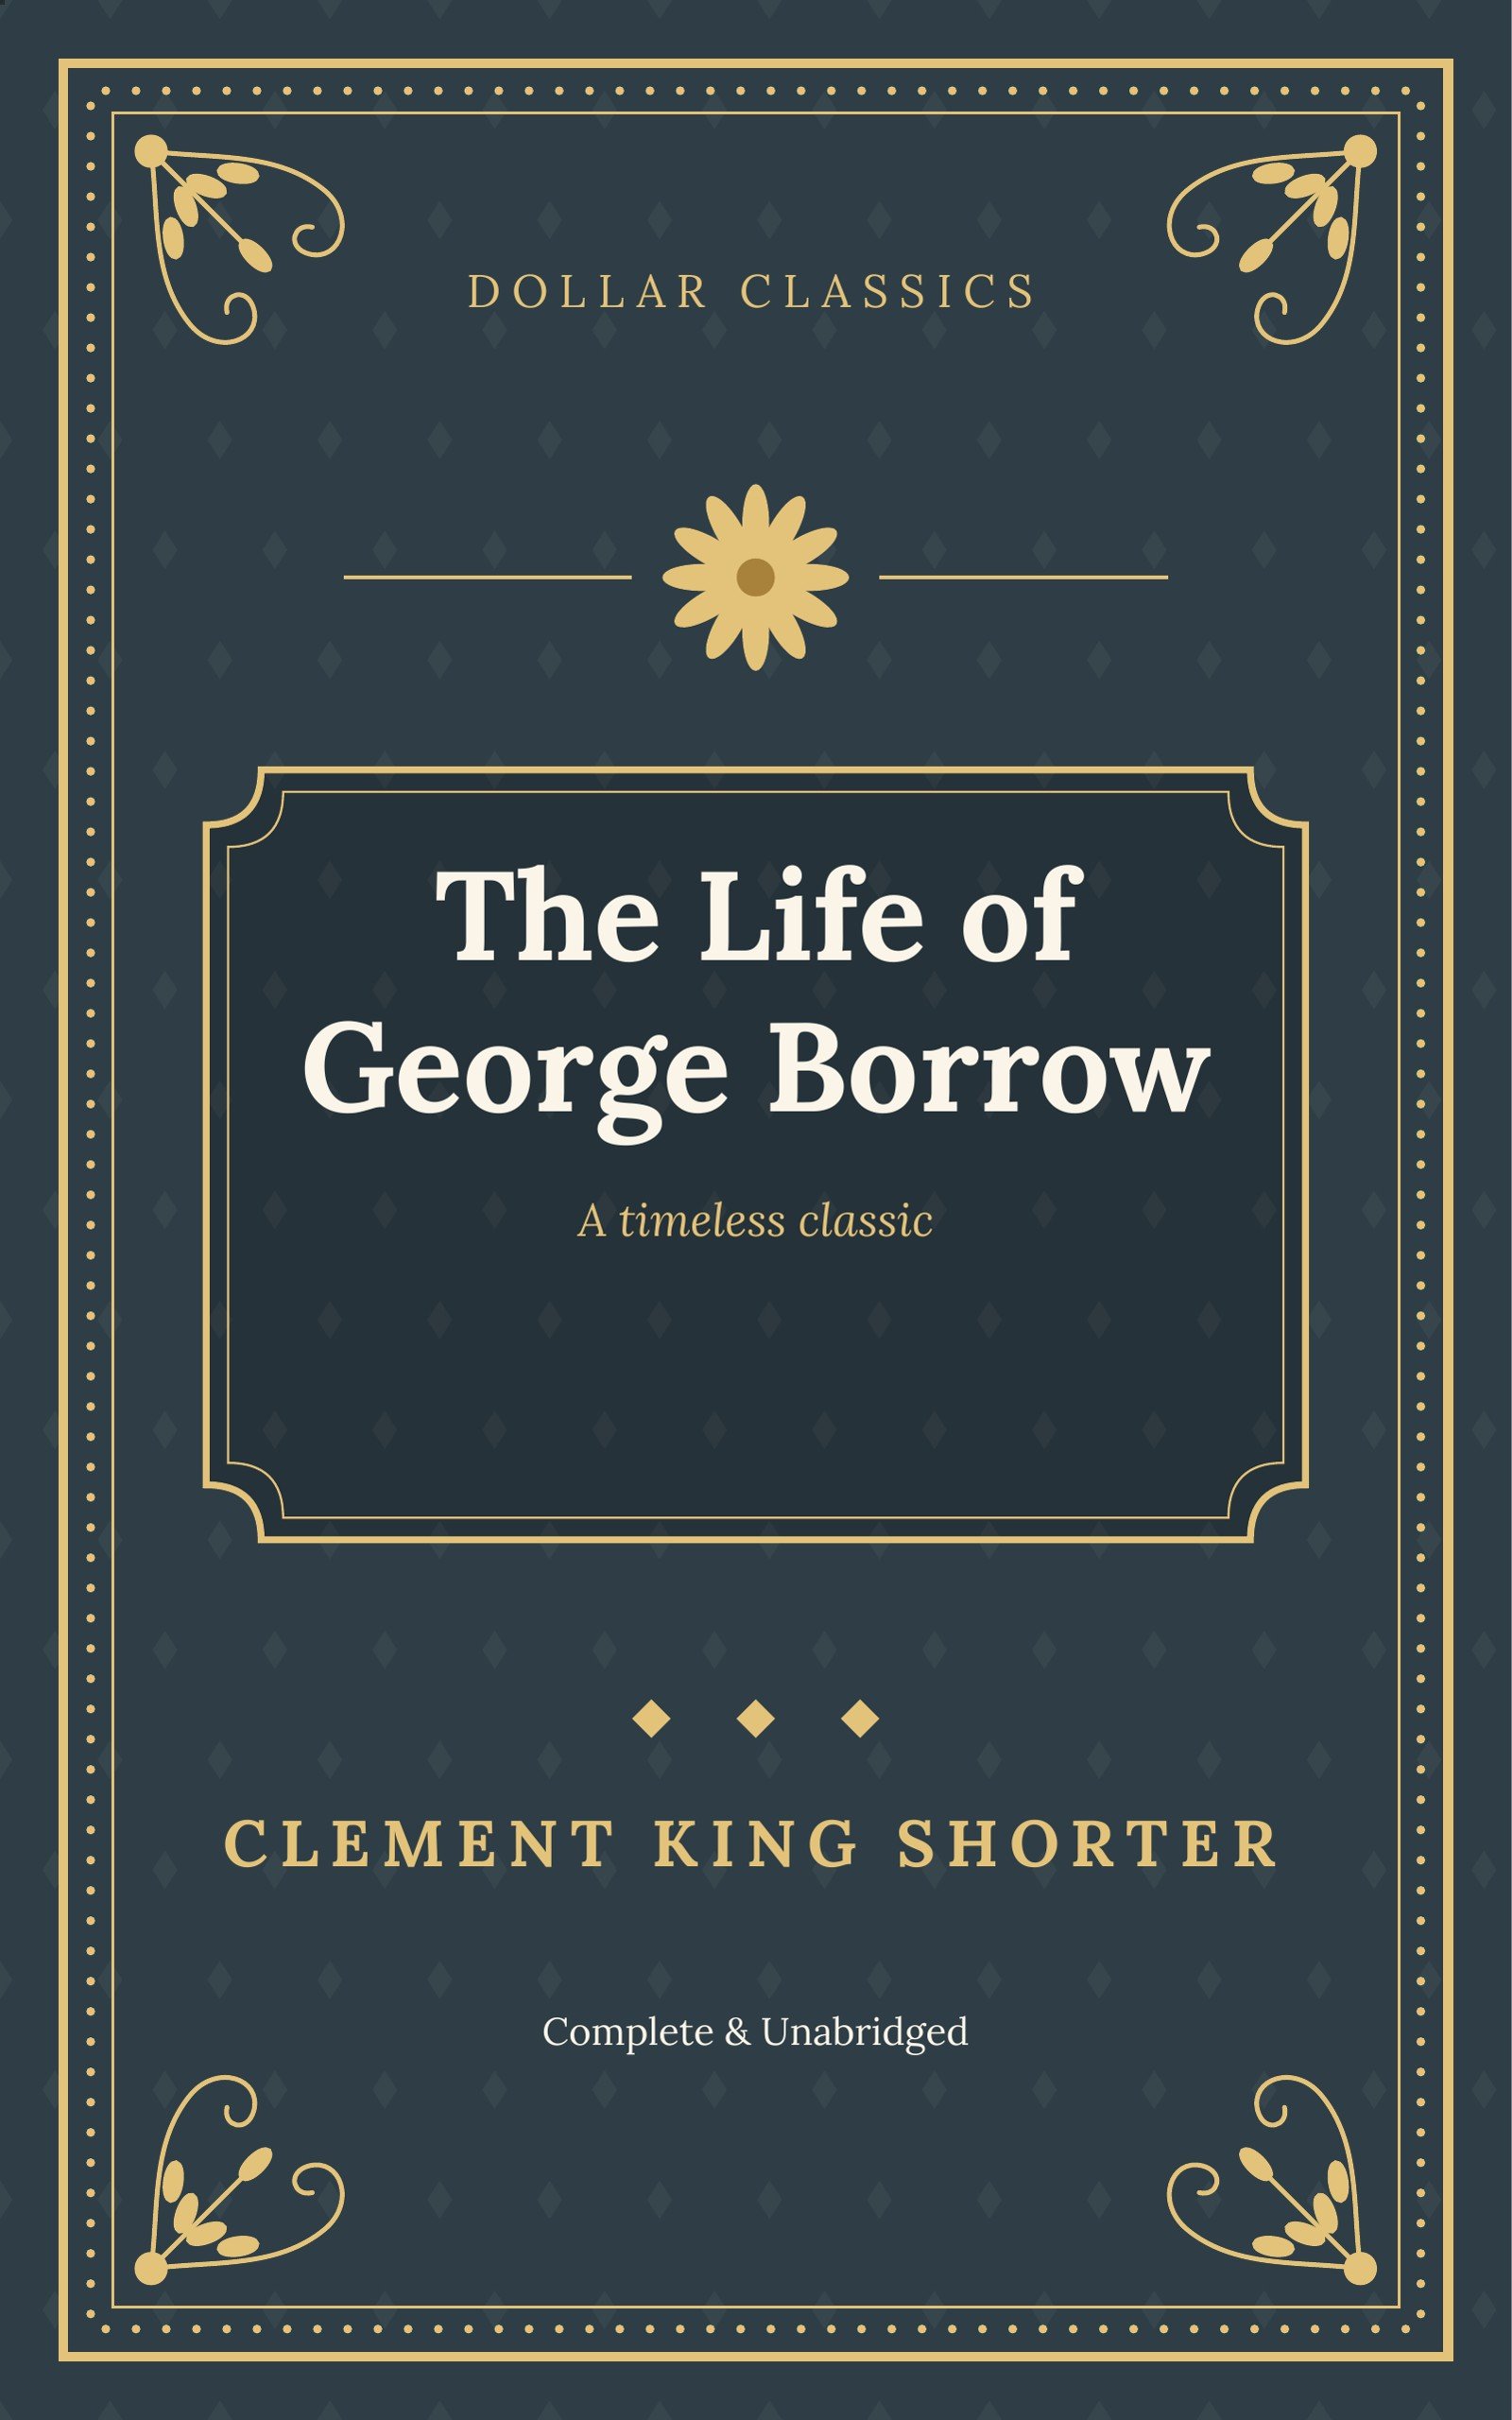 DOLLAR CLASSICS
The Life of
George Borrow
A timeless classic
CLEMENT KING SHORTER
Complete & Unabridged